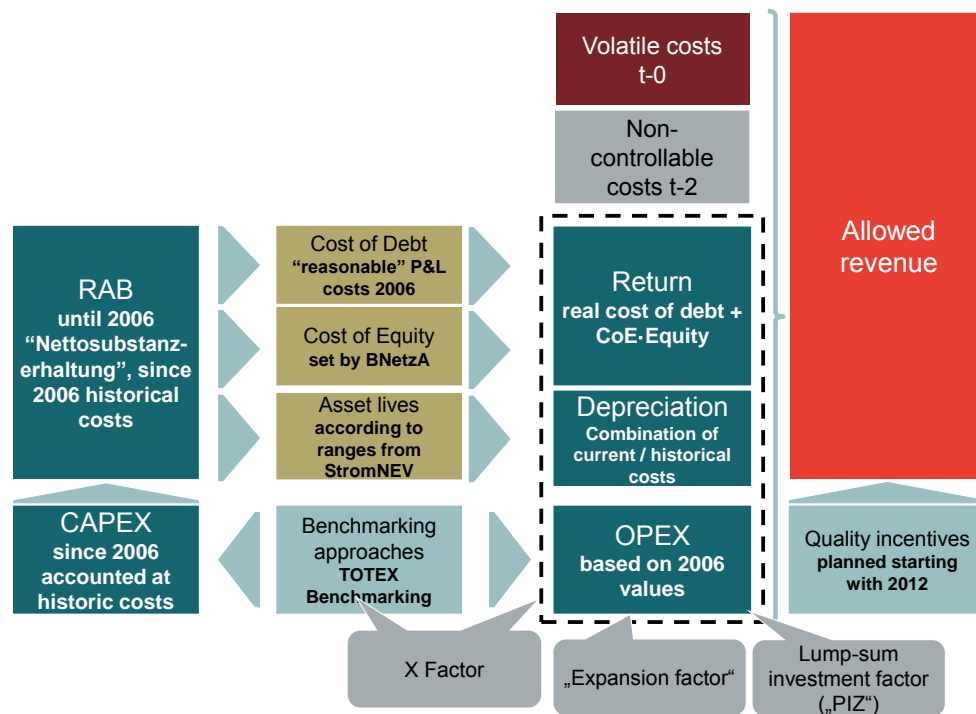 Volatile costs
t-0
Non-
controllable
costs t-2
Allowed
revenue
RAB
until 2006
“Nettosubstanz-
erhaltung”, since
2006 historical
costs
Cost of Debt
“reasonable” P&L
costs 2006
Cost of Equity
set by BNetzA
Asset lives
according to
ranges from
StromNEV
Return
real cost of debt +
CoE·Equity
Depreciation
Combination of
current / historical
costs
CAPEX
since 2006
accounted at
historic costs
Benchmarking
approaches
TOTEX
Benchmarking
OPEX
based on 2006
values
Quality incentives
planned starting
with 2012
X Factor
„Expansion factor“
Lump-sum
investment factor
(„PIZ“)